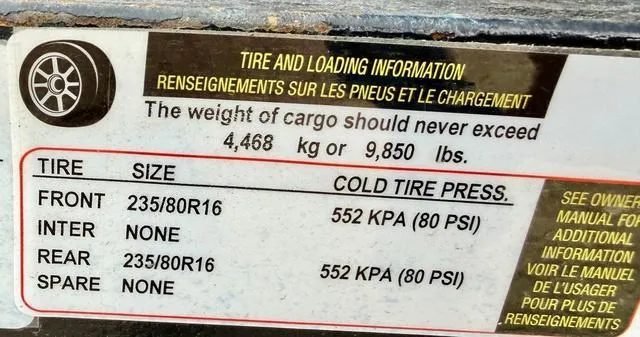 TIRE AND LOADING INFORMATION
RENSEIGNEMENTS SUR LES PNEUS ET LE CHARGEMENT
The weight of cargo should never exceed
4,468 kg or 9,850 lbs.
TIRE SIZE COLD TIRE PRESS.
FRONT 235/80R16 552 KPA (80 PSI)
INTER NONE
REAR 235/80R16 552 KPA (80 PSI)
SPARE NONE
SEE OWNER
MANUAL FOR
ADDITIONAL
INFORMATION
VOIR LE MANUEL
DE L'USAGER
POUR PLUS DE
RENSEIGNEMENTS